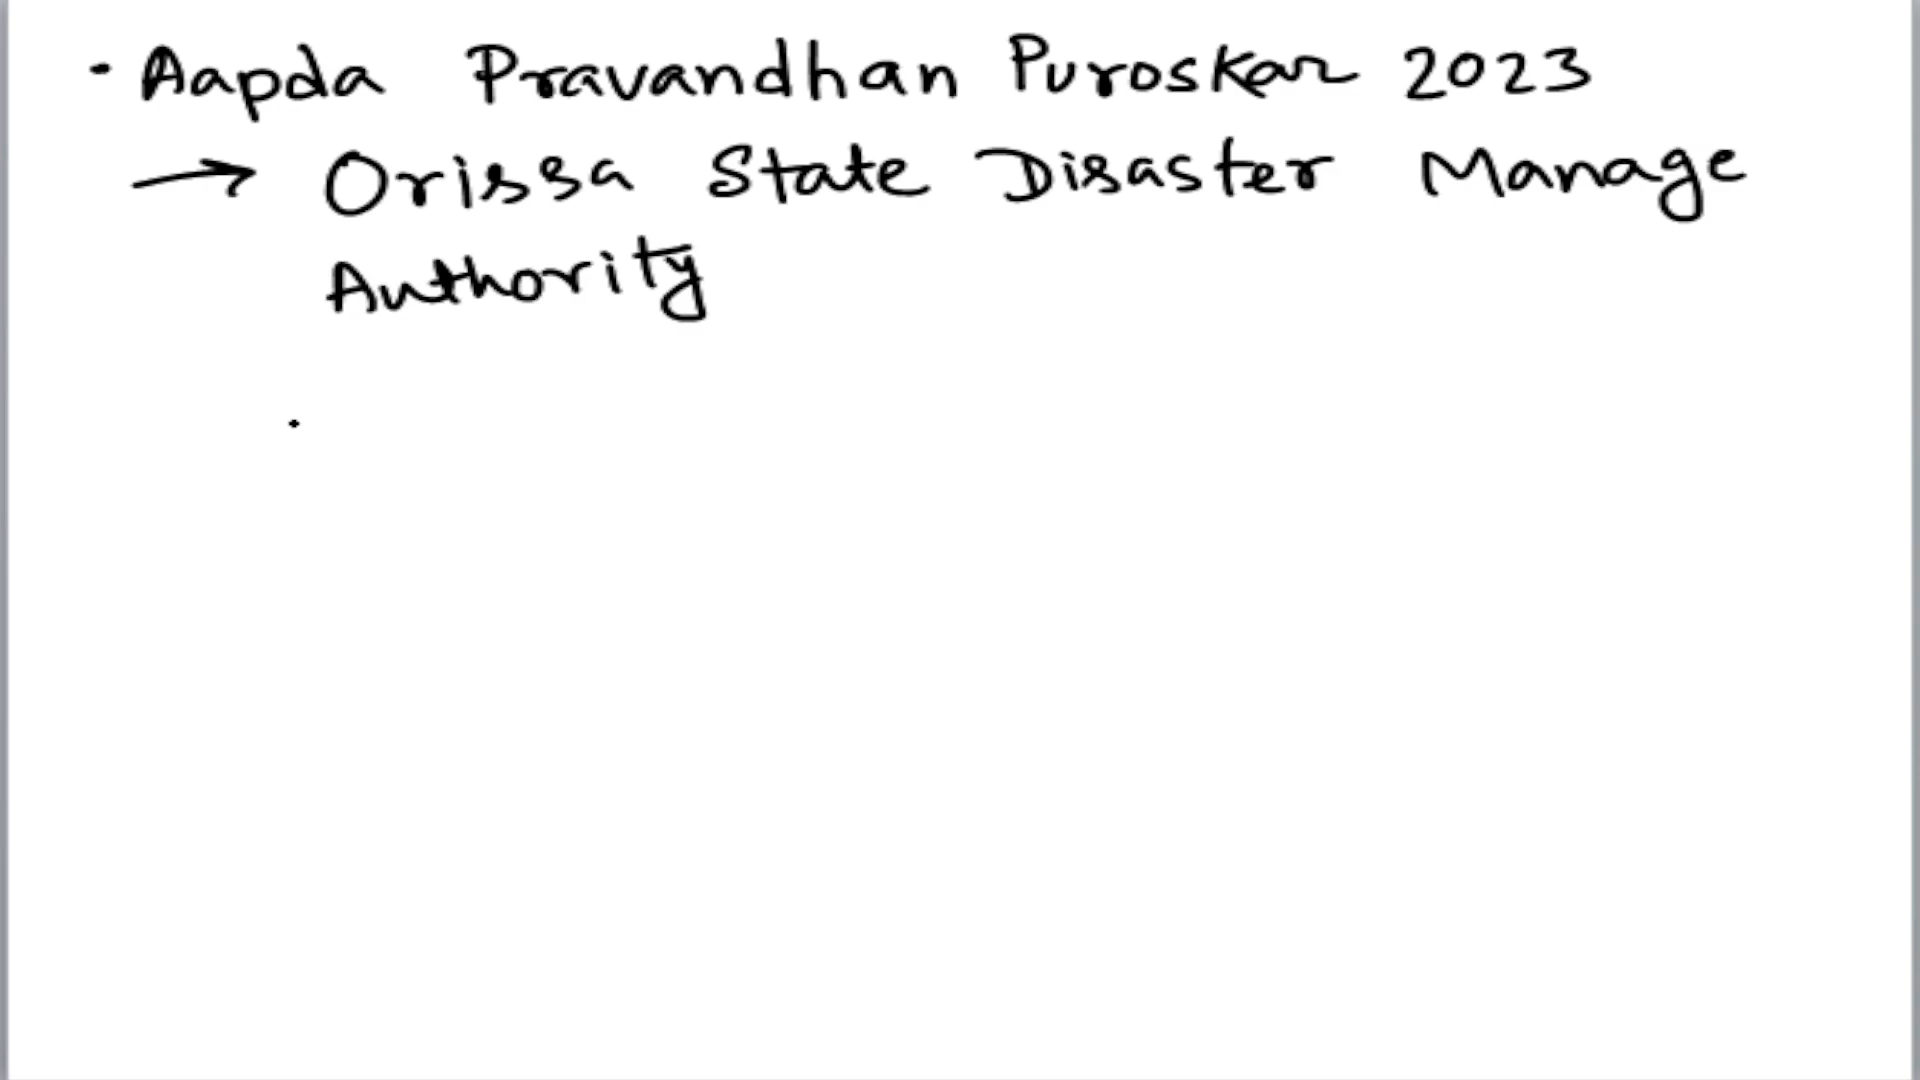 · Aapda Pravandhan Puroskar 2023
→ Orissa State Disaster Manage
Authority